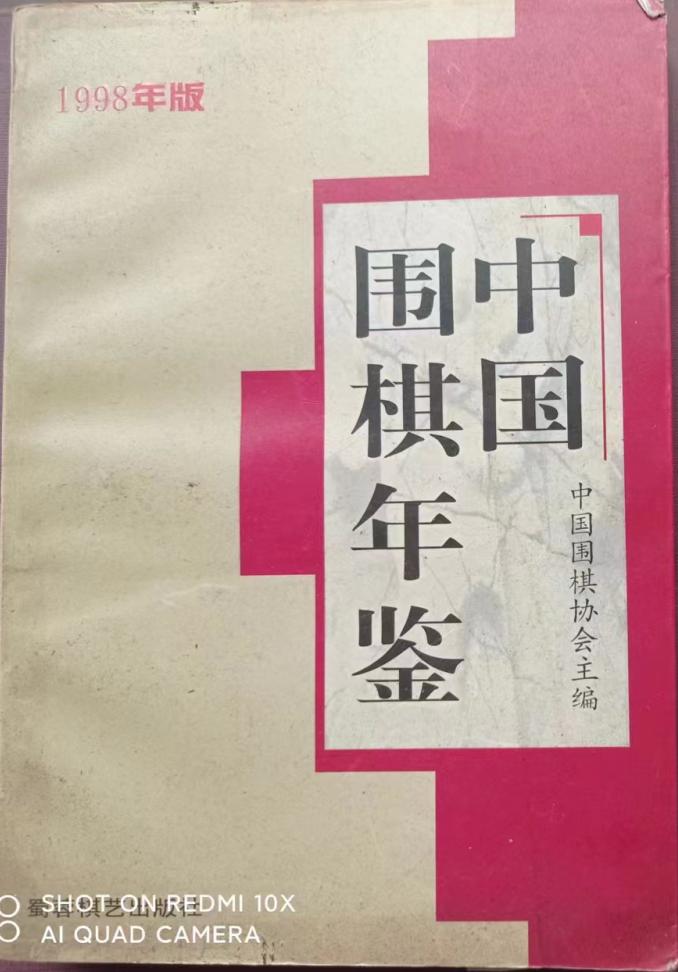 1998年版
中国
围棋年鉴
中国围棋协会主编
蜀蓉棋艺出版社
SHOT ON REDMI 10X
AI QUAD CAMERA